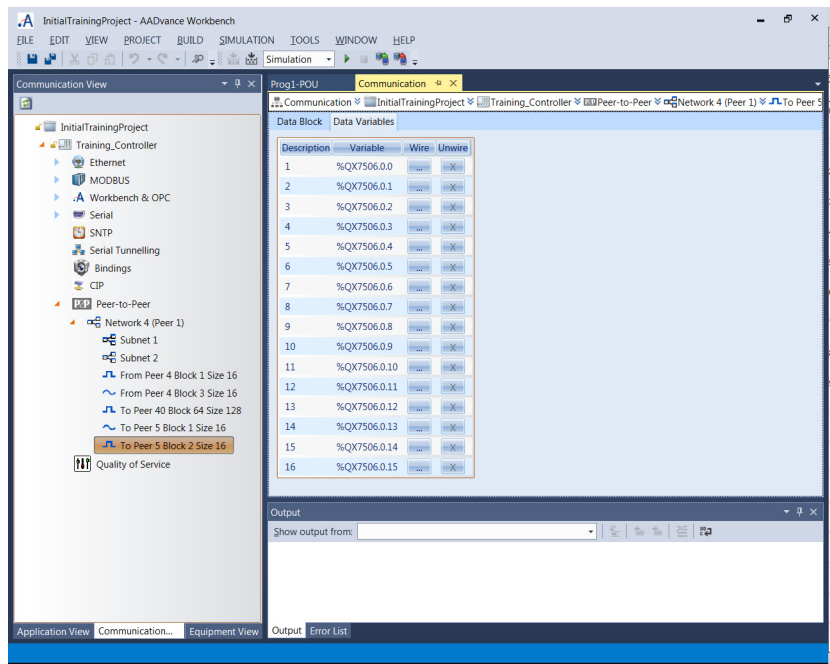 InitialTrainingProject - AADvance Workbench
FILE EDIT VIEW PROJECT BUILD SIMULATION TOOLS WINDOW HELP
Simulation
Communication View
Prog1-POU Communication
Communication InitialTrainingProject Training_Controller Peer-to-Peer Network 4 (Peer 1) To Peer 5
Data Block Data Variables
InitialTrainingProject
Training_Controller
Ethernet
MODBUS
Workbench & OPC
Serial
SNTP
Serial Tunnelling
Bindings
CIP
P2P Peer-to-Peer
Network 4 (Peer 1)
Subnet 1
Subnet 2
From Peer 4 Block 1 Size 16
From Peer 4 Block 3 Size 16
To Peer 40 Block 64 Size 128
To Peer 5 Block 1 Size 16
To Peer 5 Block 2 Size 16
Quality of Service
Description Variable Wire Unwire
1 %QX7506.0.0 ... X
2 %QX7506.0.1 ... X
3 %QX7506.0.2 ... X
4 %QX7506.0.3 ... X
5 %QX7506.0.4 ... X
6 %QX7506.0.5 ... X
7 %QX7506.0.6 ... X
8 %QX7506.0.7 ... X
9 %QX7506.0.8 ... X
10 %QX7506.0.9 ... X
11 %QX7506.0.10 ... X
12 %QX7506.0.11 ... X
13 %QX7506.0.12 ... X
14 %QX7506.0.13 ... X
15 %QX7506.0.14 ... X
16 %QX7506.0.15 ... X
Output
Show output from:
Application View Communication... Equipment View
Output Error List